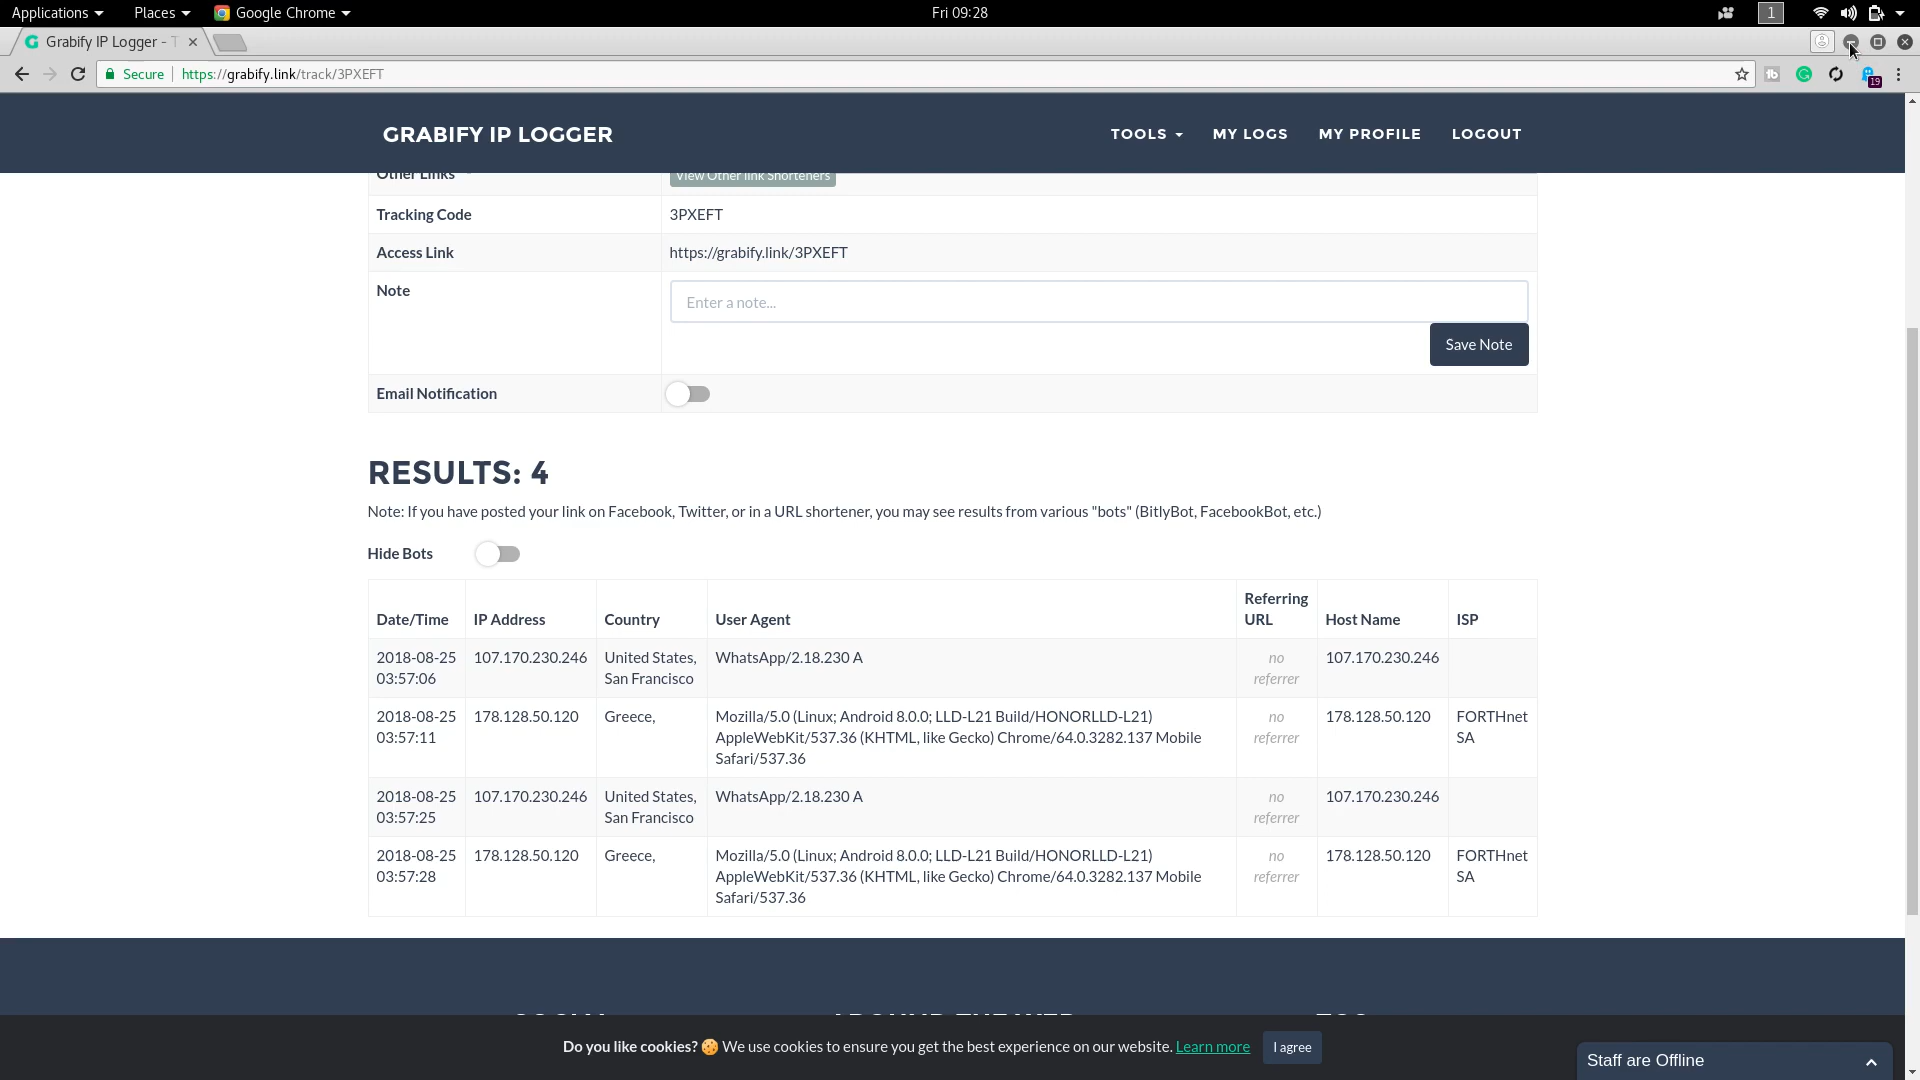 Applications Places Google Chrome Fri 09:28 1
Grabify IP Logger - T
Secure https://grabify.link/track/3PXEFT 19
GRABIFY IP LOGGER TOOLS MY LOGS MY PROFILE LOGOUT
Other Links View Other link Shorteners
Tracking Code 3PXEFT
Access Link https://grabify.link/3PXEFT
Note Enter a note...
Save Note
Email Notification
RESULTS: 4
Note: If you have posted your link on Facebook, Twitter, or in a URL shortener, you may see results from various "bots" (BitlyBot, FacebookBot, etc.)
Hide Bots
Date/Time IP Address Country User Agent Referring URL Host Name ISP
2018-08-25 03:57:06 107.170.230.246 United States, San Francisco WhatsApp/2.18.230 A no referrer 107.170.230.246
2018-08-25 03:57:11 178.128.50.120 Greece, Mozilla/5.0 (Linux; Android 8.0.0; LLD-L21 Build/HONORLLD-L21) AppleWebKit/537.36 (KHTML, like Gecko) Chrome/64.0.3282.137 Mobile Safari/537.36 no referrer 178.128.50.120 FORTHnet SA
2018-08-25 03:57:25 107.170.230.246 United States, San Francisco WhatsApp/2.18.230 A no referrer 107.170.230.246
2018-08-25 03:57:28 178.128.50.120 Greece, Mozilla/5.0 (Linux; Android 8.0.0; LLD-L21 Build/HONORLLD-L21) AppleWebKit/537.36 (KHTML, like Gecko) Chrome/64.0.3282.137 Mobile Safari/537.36 no referrer 178.128.50.120 FORTHnet SA
Do you like cookies? 🍪 We use cookies to ensure you get the best experience on our website. Learn more I agree
Staff are Offline